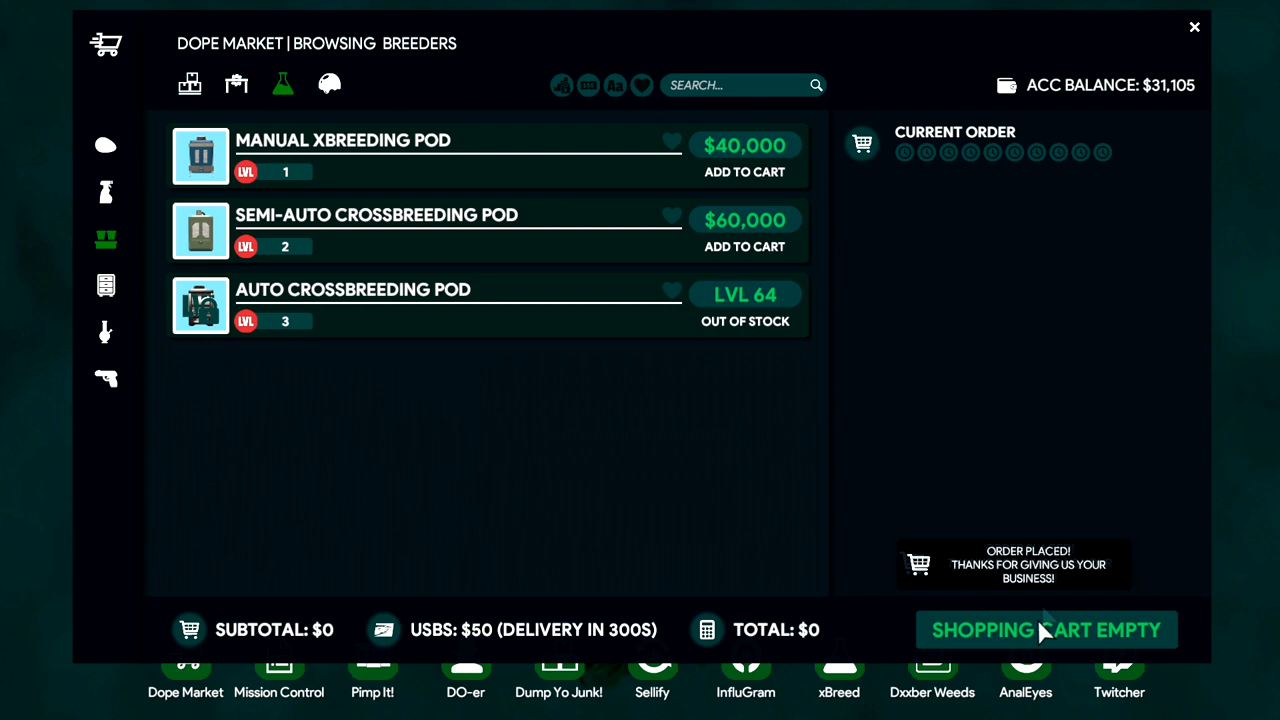 DOPE MARKET | BROWSING BREEDERS
Aa
SEARCH...
ACC BALANCE: $31,105
MANUAL XBREEDING POD
$40,000
LVL 1
ADD TO CART
SEMI-AUTO CROSSBREEDING POD
$60,000
LVL 2
ADD TO CART
AUTO CROSSBREEDING POD
LVL 64
LVL 3
OUT OF STOCK
CURRENT ORDER
ORDER PLACED!
THANKS FOR GIVING US YOUR
BUSINESS!
SUBTOTAL: $0
USBS: $50 (DELIVERY IN 300S)
TOTAL: $0
SHOPPING CART EMPTY
Dope Market
Mission Control
Pimp It!
DO-er
Dump Yo Junk!
Sellify
InfluGram
xBreed
Dxxber Weeds
AnalEyes
Twitcher